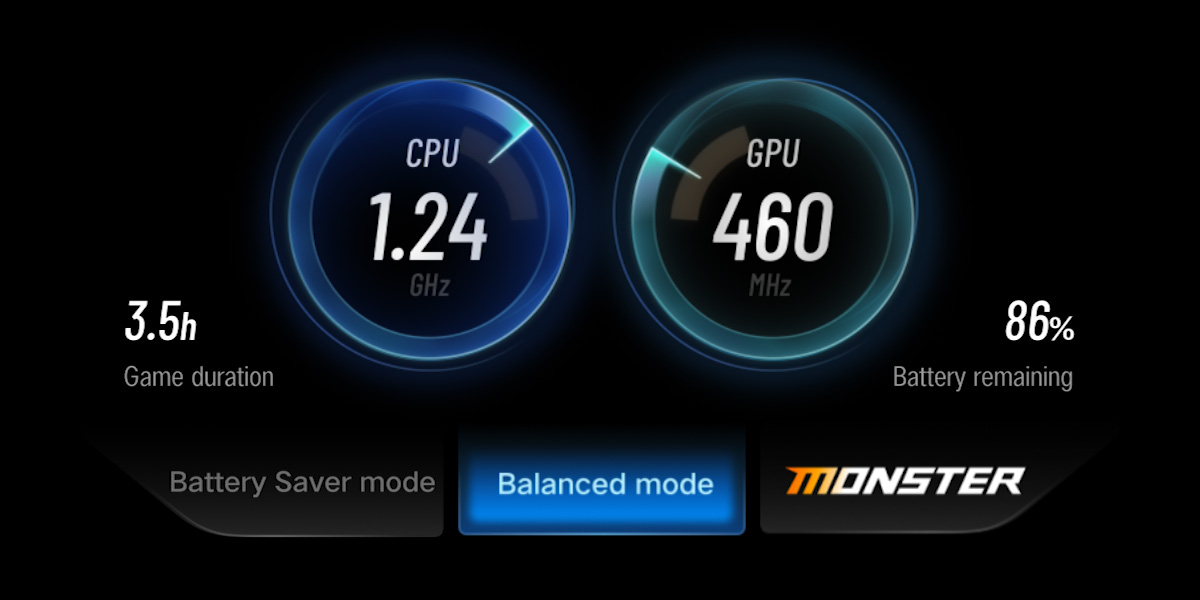 CPU
1.24
GHz
GPU
460
MHz
3.5h
Game duration
86%
Battery remaining
Battery Saver mode
Balanced mode
MONSTER